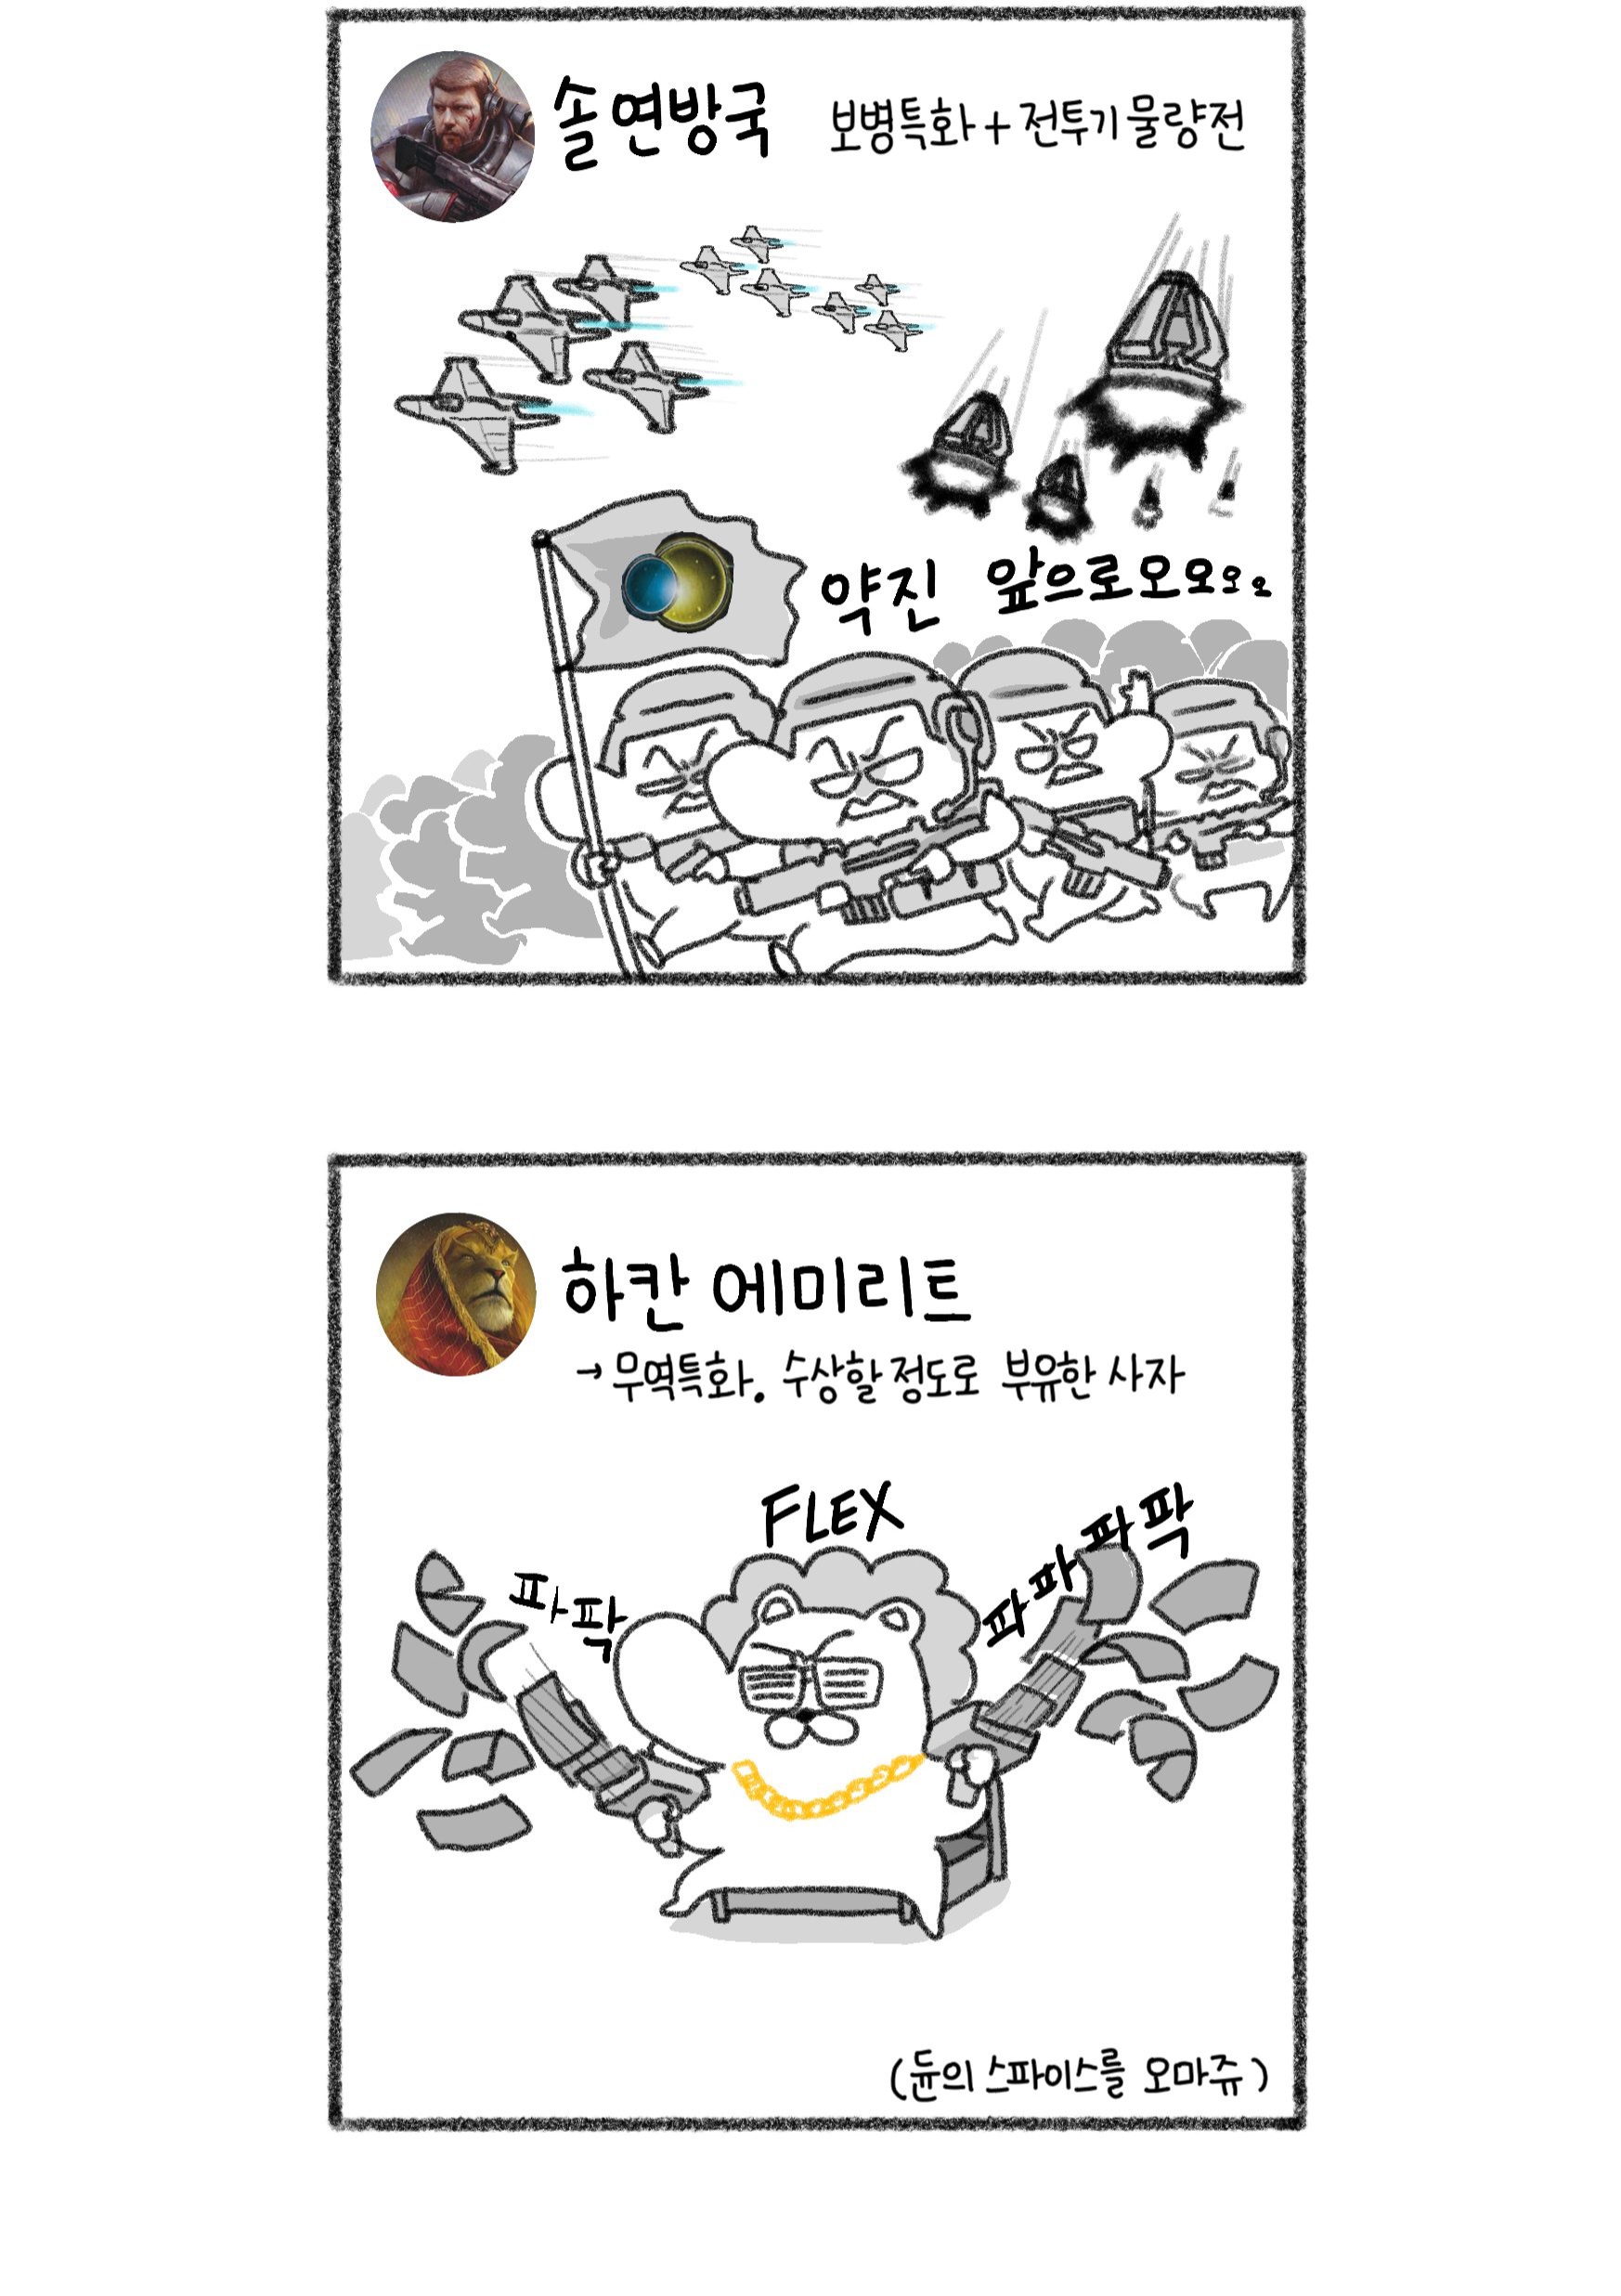 솔연방국 보병특화 + 전투기물량전
약진 앞으로오오오오
하칸 에미리트
→ 무역특화. 수상할 정도로 부유한 사자
FLEX
파팍
파파파팍
(듄의 스파이스를 오마쥬)